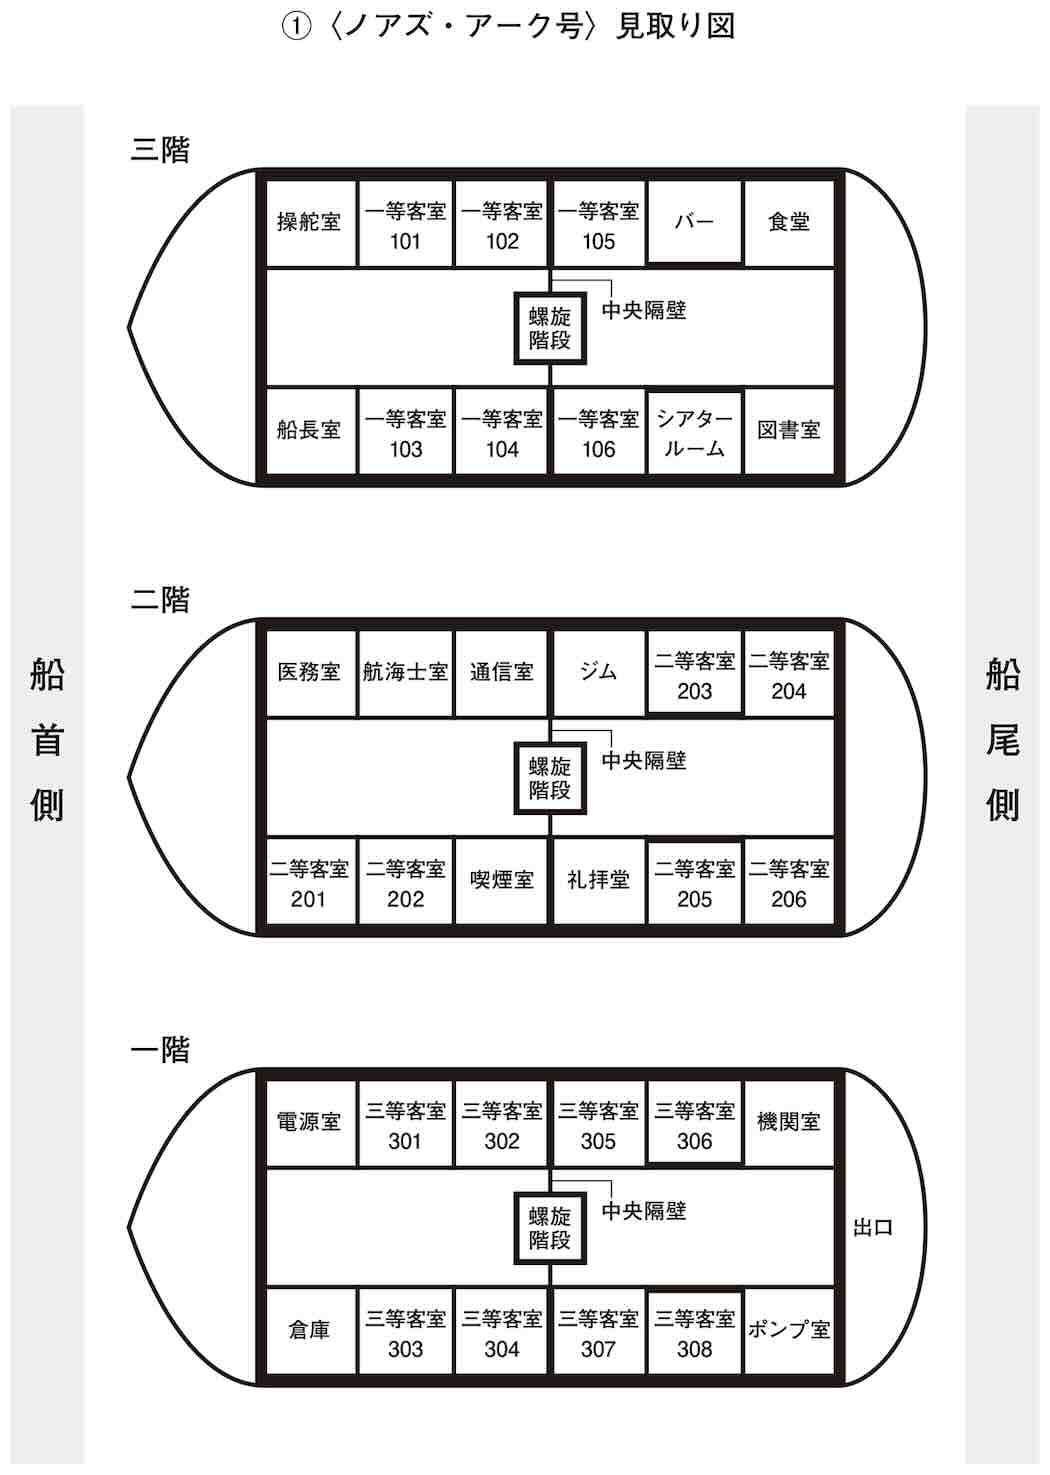 ①〈ノアズ・アーク号〉見取り図
三階
操舵室
一等客室
101
一等客室
102
一等客室
105
バー
食堂
中央隔壁
螺旋
階段
船長室
一等客室
103
一等客室
104
一等客室
106
シアター
ルーム
図書室
船首側
船尾側
二階
医務室
航海士室
通信室
ジム
二等客室
203
二等客室
204
中央隔壁
螺旋
階段
二等客室
201
二等客室
202
喫煙室
礼拝堂
二等客室
205
二等客室
206
一階
電源室
三等客室
301
三等客室
302
三等客室
305
三等客室
306
機関室
中央隔壁
螺旋
階段
出口
倉庫
三等客室
303
三等客室
304
三等客室
307
三等客室
308
ポンプ室